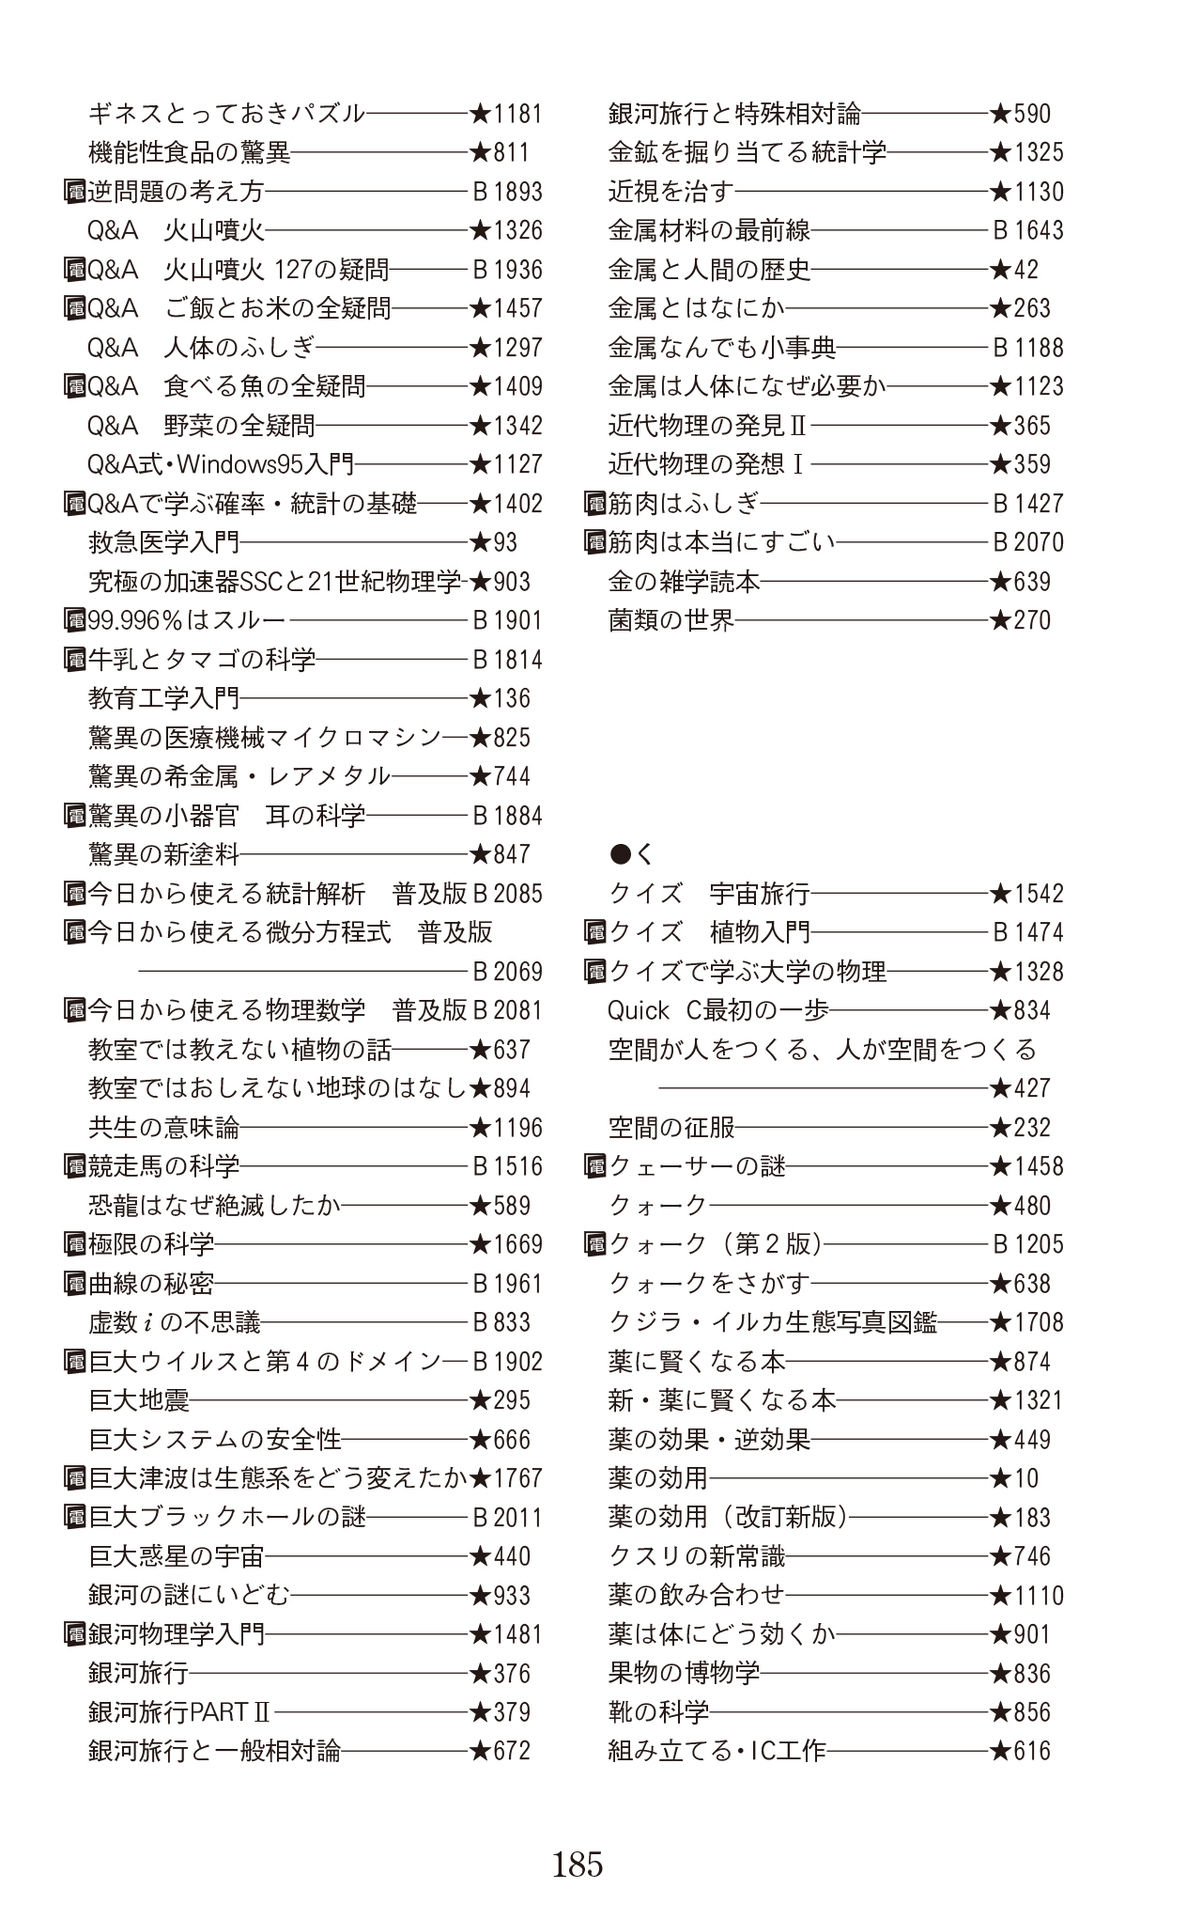 ギネスとっておきパズル――――★1181
機能性食品の驚異―――――――★811
電逆問題の考え方――――――――B1893
Q&A　火山噴火――――――――★1326
電Q&A　火山噴火 127の疑問―――B1936
電Q&A　ご飯とお米の全疑問―――★1457
Q&A　人体のふしぎ――――――★1297
電Q&A　食べる魚の全疑問――――★1409
Q&A　野菜の全疑問――――――★1342
Q&A式・Windows95入門――――★1127
電Q&Aで学ぶ確率・統計の基礎――★1402
救急医学入門―――――――――★93
究極の加速器SSCと21世紀物理学-★903
電99.996％はスルー―――――――B1901
電牛乳とタマゴの科学――――――B1814
教育工学入門―――――――――★136
驚異の医療機械マイクロマシン―★825
驚異の希金属・レアメタル―――★744
電驚異の小器官　耳の科学――――B1884
驚異の新塗料―――――――――★847
電今日から使える統計解析　普及版B2085
電今日から使える微分方程式　普及版
―――――――――――――B2069
電今日から使える物理数学　普及版B2081
教室では教えない植物の話―――★637
教室ではおしえない地球のはなし★894
共生の意味論―――――――――★1196
電競走馬の科学―――――――――B1516
恐龍はなぜ絶滅したか―――――★589
電極限の科学――――――――――★1669
電曲線の秘密――――――――――B1961
虚数iの不思議――――――――B833
電巨大ウイルスと第４のドメイン―B1902
巨大地震―――――――――――★295
巨大システムの安全性―――――★666
電巨大津波は生態系をどう変えたか★1767
電巨大ブラックホールの謎――――B2011
巨大惑星の宇宙――――――――★440
銀河の謎にいどむ―――――――★933
電銀河物理学入門――――――――★1481
銀河旅行―――――――――――★376
銀河旅行PARTⅡ――――――――★379
銀河旅行と一般相対論―――――★672
銀河旅行と特殊相対論―――――★590
金鉱を掘り当てる統計学――――★1325
近視を治す――――――――――★1130
金属材料の最前線―――――――B1643
金属と人間の歴史―――――――★42
金属とはなにか――――――――★263
金属なんでも小事典――――――B1188
金属は人体になぜ必要か――――★1123
近代物理の発見Ⅱ―――――――★365
近代物理の発想Ⅰ―――――――★359
電筋肉はふしぎ―――――――――B1427
電筋肉は本当にすごい――――――B2070
金の雑学読本―――――――――★639
菌類の世界――――――――――★270
●く
クイズ　宇宙旅行―――――――★1542
電クイズ　植物入門―――――――B1474
電クイズで学ぶ大学の物理――――★1328
Quick C最初の一歩――――――★834
空間が人をつくる、人が空間をつくる
―――――――――――――★427
空間の征服――――――――――★232
電クェーサーの謎――――――――★1458
クォーク―――――――――――★480
電クォーク（第２版）――――――B1205
クォークをさがす―――――――★638
クジラ・イルカ生態写真図鑑――★1708
薬に賢くなる本――――――――★874
新・薬に賢くなる本――――――★1321
薬の効果・逆効果―――――――★449
薬の効用―――――――――――★10
薬の効用（改訂新版）―――――★183
クスリの新常識――――――――★746
薬の飲み合わせ――――――――★1110
薬は体にどう効くか――――――★901
果物の博物学―――――――――★836
靴の科学―――――――――――★856
組み立てる・IC工作――――――★616
185